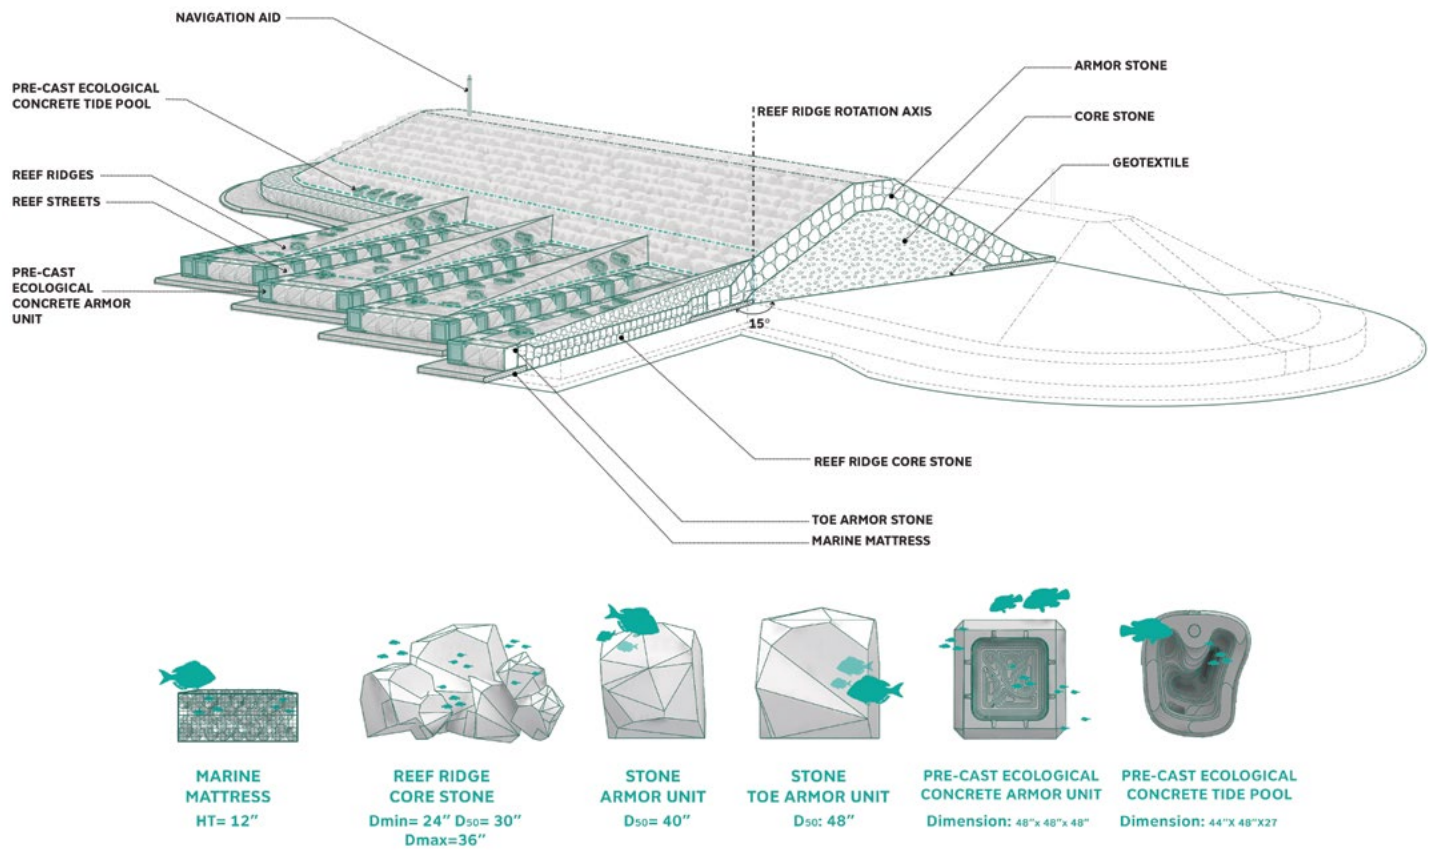 NAVIGATION AID
PRE-CAST ECOLOGICAL
CONCRETE TIDE POOL
REEF RIDGES
REEF STREETS
PRE-CAST
ECOLOGICAL
CONCRETE ARMOR
UNIT
REEF RIDGE ROTATION AXIS
ARMOR STONE
CORE STONE
GEOTEXTILE
15°
REEF RIDGE CORE STONE
TOE ARMOR STONE
MARINE MATTRESS
MARINE
MATTRESS
HT= 12”
REEF RIDGE
CORE STONE
Dmin= 24” D50= 30”
Dmax=36”
STONE
ARMOR UNIT
D50= 40”
STONE
TOE ARMOR UNIT
D50: 48”
PRE-CAST ECOLOGICAL
CONCRETE ARMOR UNIT
Dimension: 48”x 48”x 48”
PRE-CAST ECOLOGICAL
CONCRETE TIDE POOL
Dimension: 44”X 48”X27